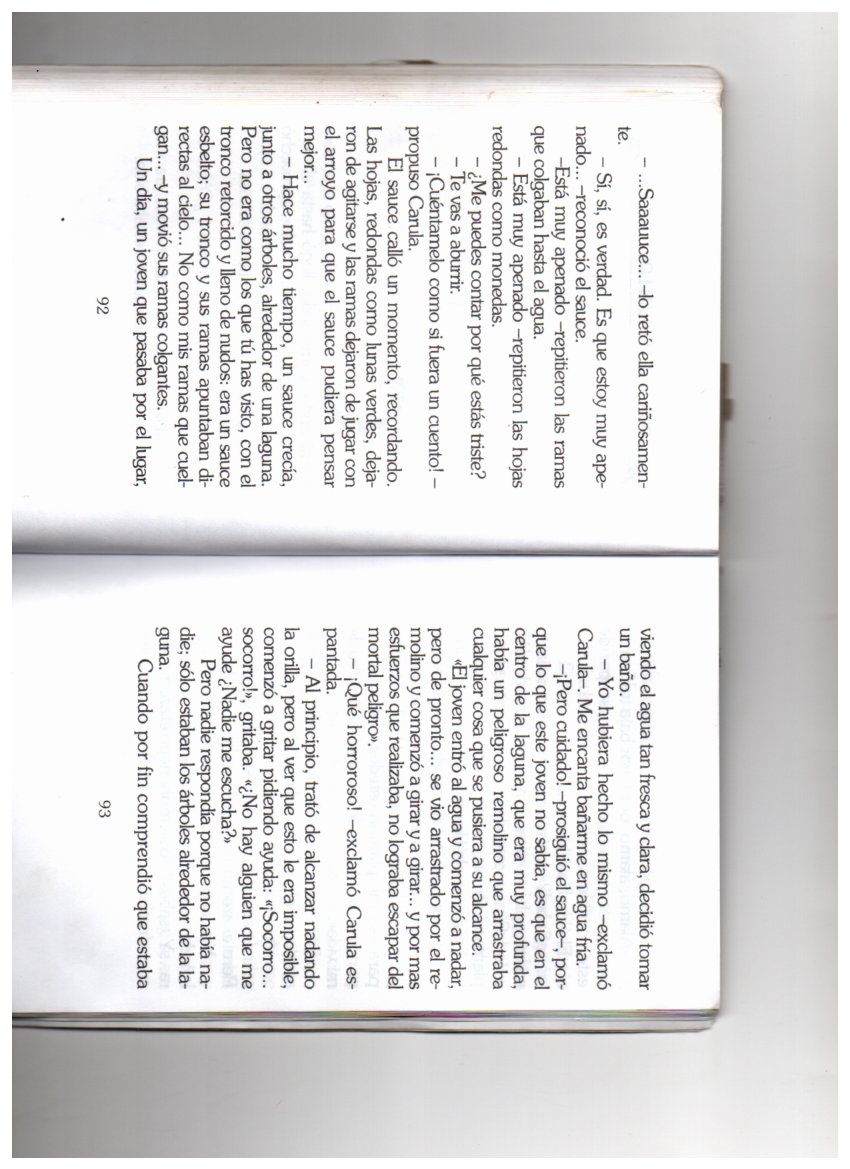 – ...Saaauuce... –lo retó ella cariñosamen-
te.
– Sí, sí, es verdad. Es que estoy muy ape-
nado... –reconoció el sauce.
–Está muy apenado –repitieron las ramas
que colgaban hasta el agua.
– Está muy apenado –repitieron las hojas
redondas como monedas.
– ¿Me puedes contar por qué estás triste?
– Te vas a aburrir.
– ¡Cuéntamelo como si fuera un cuento! –
propuso Carula.
El sauce calló un momento, recordando.
Las hojas, redondas como lunas verdes, deja-
ron de agitarse y las ramas dejaron de jugar con
el arroyo para que el sauce pudiera pensar
mejor...
– Hace mucho tiempo, un sauce crecía,
junto a otros árboles, alrededor de una laguna.
Pero no era como los que tú has visto, con el
tronco retorcido y lleno de nudos: era un sauce
esbelto; su tronco y sus ramas apuntaban di-
rectas al cielo... No como mis ramas que cuel-
gan... –y movió sus ramas colgantes.
Un día, un joven que pasaba por el lugar,
92
viendo el agua tan fresca y clara, decidió tomar
un baño.
– Yo hubiera hecho lo mismo –exclamó
Carula–. Me encanta bañarme en agua fría.
–¡Pero cuidado! –prosiguió el sauce–, por-
que lo que este joven no sabía, es que en el
centro de la laguna, que era muy profunda,
había un peligroso remolino que arrastraba
cualquier cosa que se pusiera a su alcance.
«El joven entró al agua y comenzó a nadar,
pero de pronto... se vio arrastrado por el re-
molino y comenzó a girar y a girar... y por mas
esfuerzos que realizaba, no lograba escapar del
mortal peligro».
– ¡Qué horroroso! –exclamó Carula es-
pantada.
– Al principio, trató de alcanzar nadando
la orilla, pero al ver que esto le era imposible,
comenzó a gritar pidiendo ayuda: «¡Socorro...
socorro!», gritaba. «¿No hay alguien que me
ayude ¿Nadie me escucha?»
Pero nadie respondía porque no había na-
die; sólo estaban los árboles alrededor de la la-
guna.
Cuando por fin comprendió que estaba
93